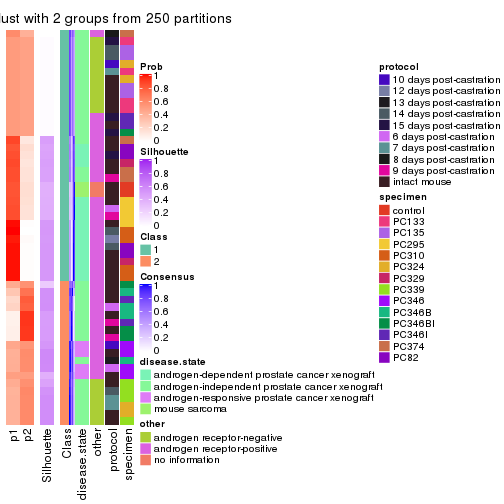 lust with 2 groups from 250 partitions
Prob
1
0.8
0.6
0.4
0.2
0
Silhouette
1
0.8
0.6
0.4
0.2
0
Class
1
2
Consensus
1
0.8
0.6
0.4
0.2
0
disease.state
androgen-dependent prostate cancer xenograft
androgen-independent prostate cancer xenograft
androgen-responsive prostate cancer xenograft
mouse sarcoma
other
androgen receptor-negative
androgen receptor-positive
no information
protocol
10 days post-castration
12 days post-castration
13 days post-castration
14 days post-castration
15 days post-castration
6 days post-castration
7 days post-castration
8 days post-castration
9 days post-castration
intact mouse
specimen
control
PC133
PC135
PC295
PC310
PC324
PC329
PC339
PC346
PC346B
PC346BI
PC346I
PC374
PC82
p1
p2
Silhouette
Class
disease.state
other
protocol
specimen